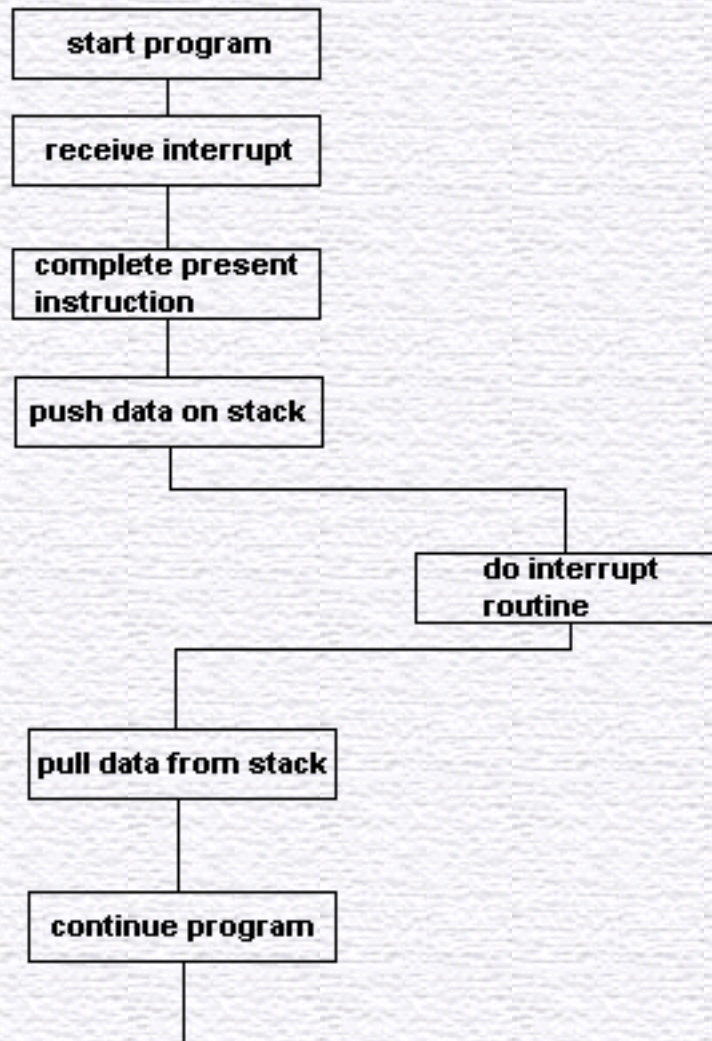 start program
receive interrupt
complete present
instruction
push data on stack
do interrupt
routine
pull data from stack
continue program